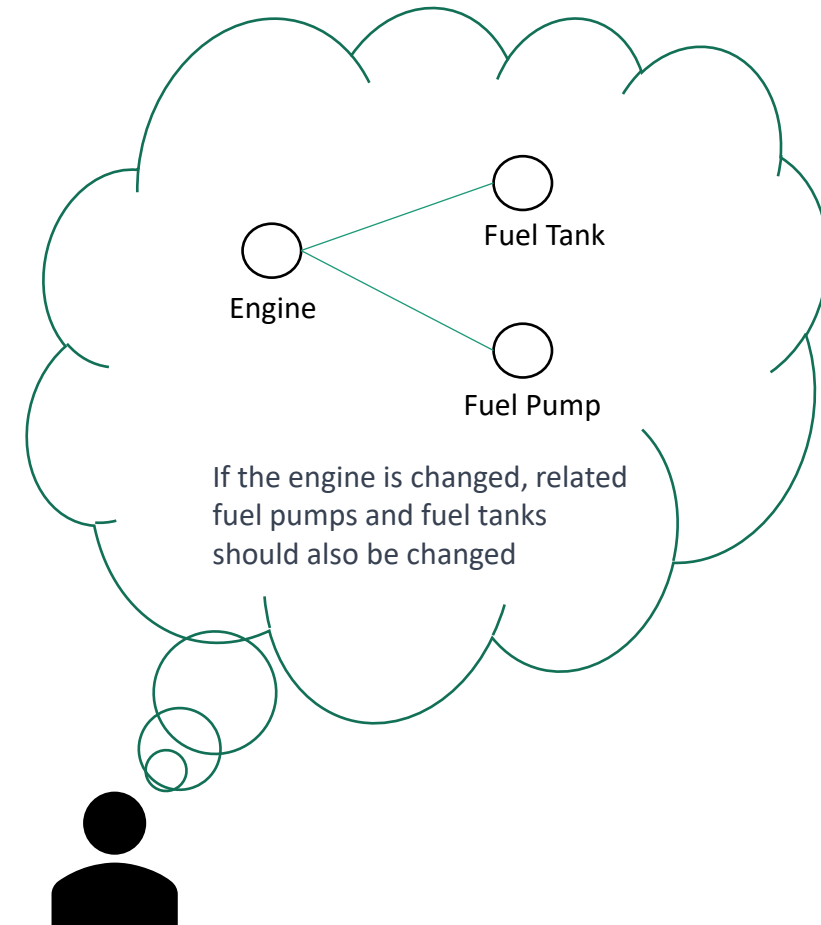 Fuel Tank
Engine
Fuel Pump
If the engine is changed, related
fuel pumps and fuel tanks
should also be changed